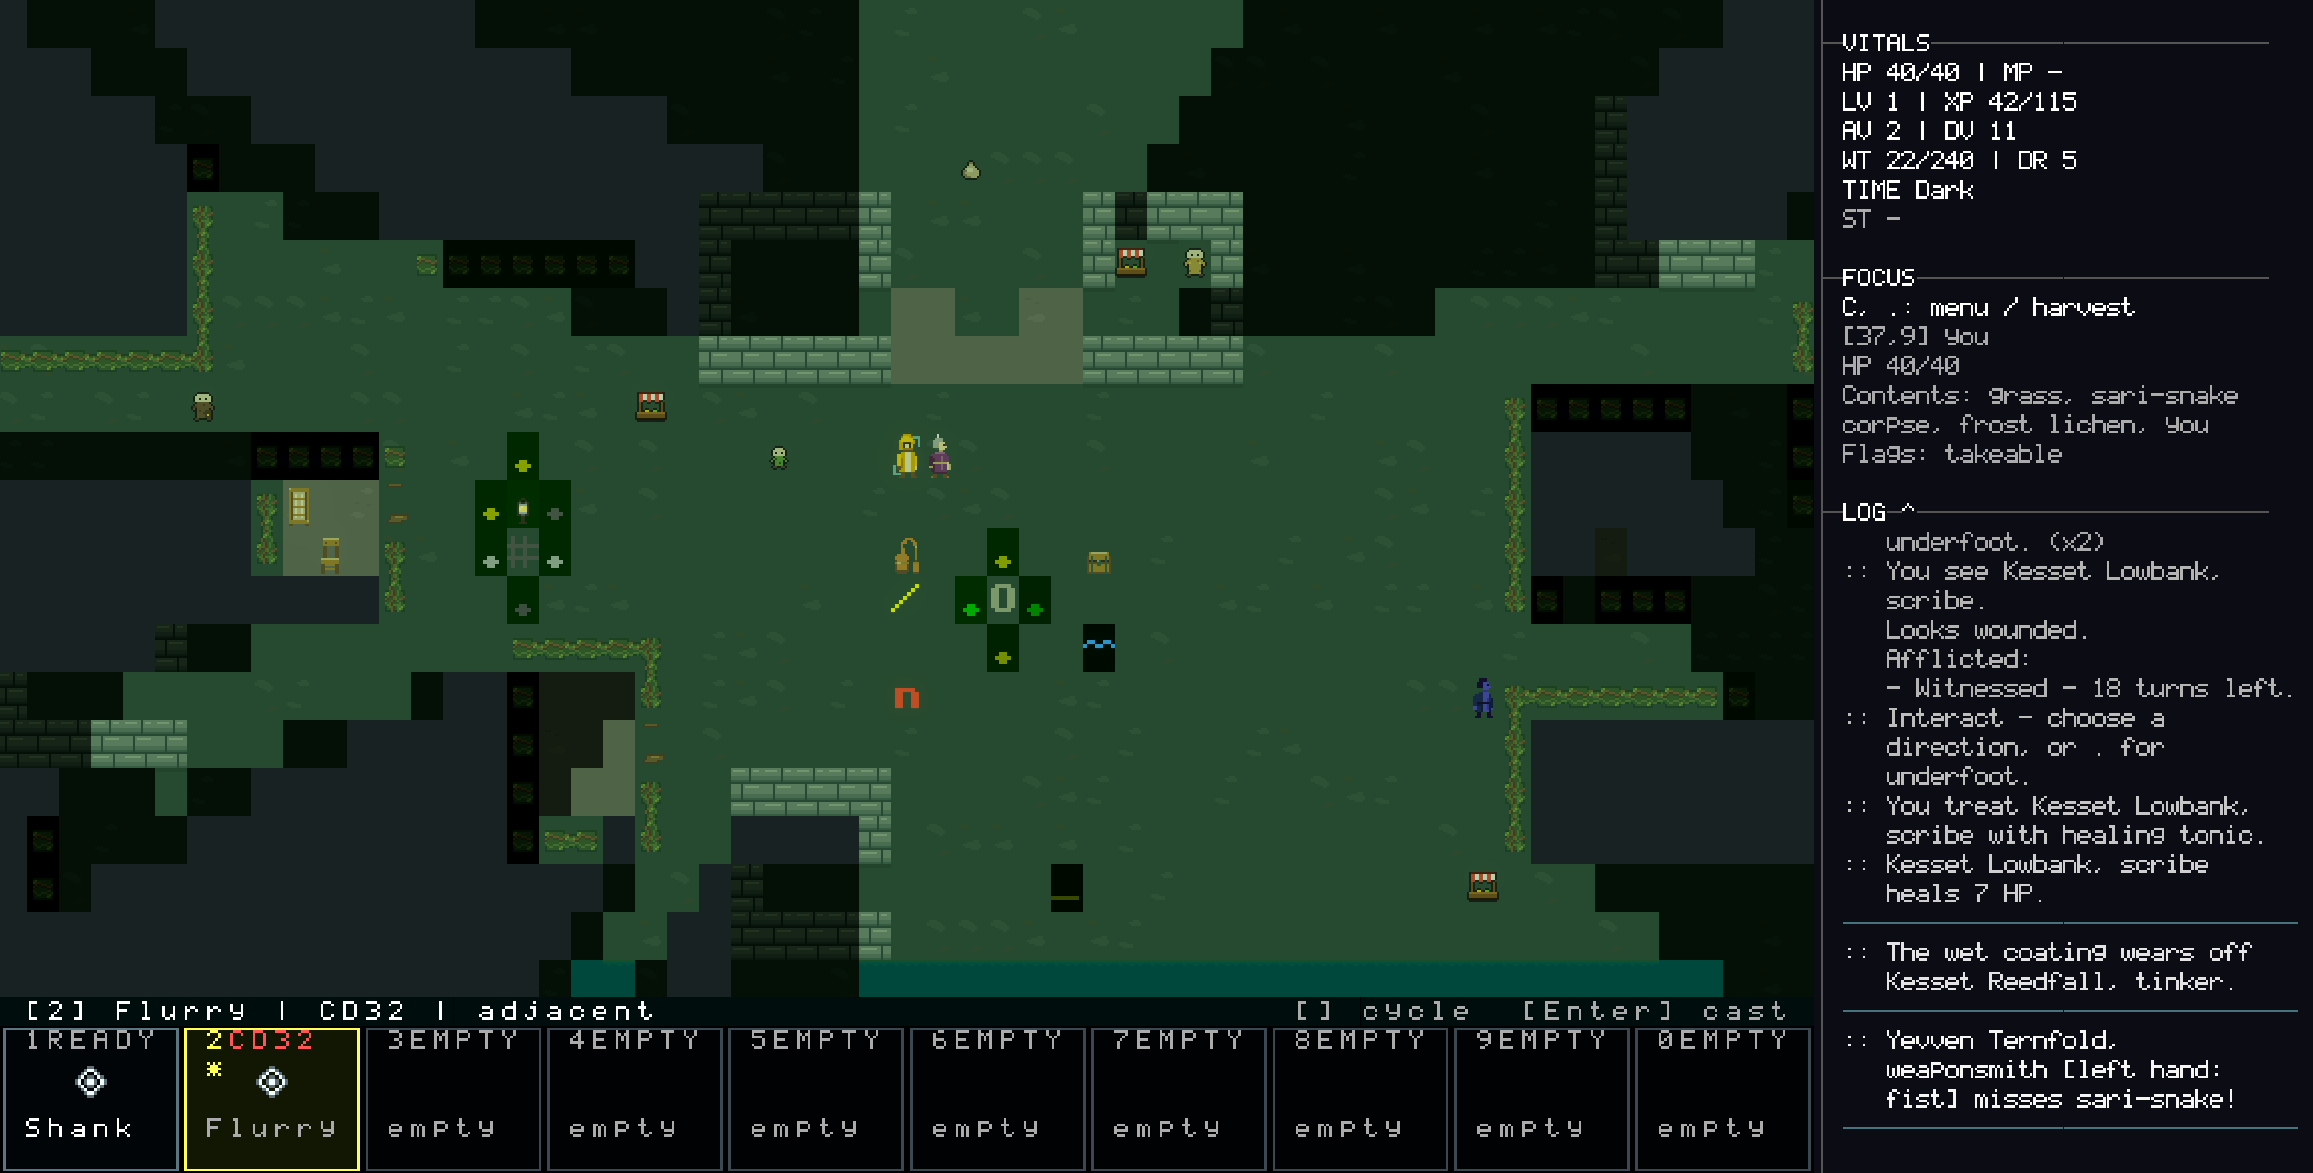 VITALS
HP 40/40 | MP -
LV 1 | XP 42/115
AV 2 | DV 11
WT 22/240 | DR 5
TIME Dark
ST -
FOCUS
C, .: menu / harvest
[37,9] You
HP 40/40
Contents: grass, sari-snake
corpse, frost lichen, You
Flags: takeable
LOG ^
underfoot. (x2)
:: You see Kesset Lowbank,
scribe.
Looks wounded.
Afflicted:
- Witnessed - 18 turns left.
:: Interact - choose a
direction, or . for
underfoot.
:: You treat Kesset Lowbank,
scribe with healing tonic.
:: Kesset Lowbank, scribe
heals 7 HP.
:: The wet coating wears off
Kesset Reedfall, tinker.
:: Yevven Ternfold,
weaponsmith [left hand:
fist] misses sari-snake!
[2] Flurry | CD32 | adjacent [] cycle [Enter] cast
1READY 2CD32 3EMPTY 4EMPTY 5EMPTY 6EMPTY 7EMPTY 8EMPTY 9EMPTY 0EMPTY
*
Shank Flurry empty empty empty empty empty empty empty empty